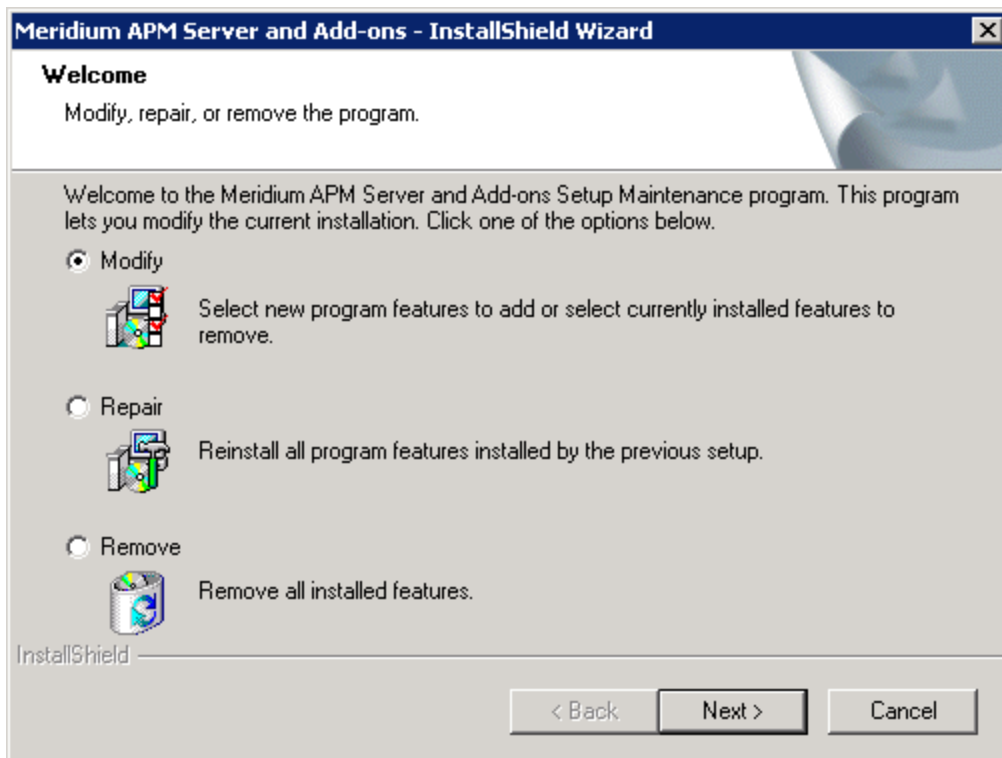 Meridium APM Server and Add-ons - InstallShield Wizard
Welcome
Modify, repair, or remove the program.
Welcome to the Meridium APM Server and Add-ons Setup Maintenance program. This program
lets you modify the current installation. Click one of the options below.
Modify
Select new program features to add or select currently installed features to
remove.
Repair
Reinstall all program features installed by the previous setup.
Remove
Remove all installed features.
InstallShield
< Back
Next >
Cancel